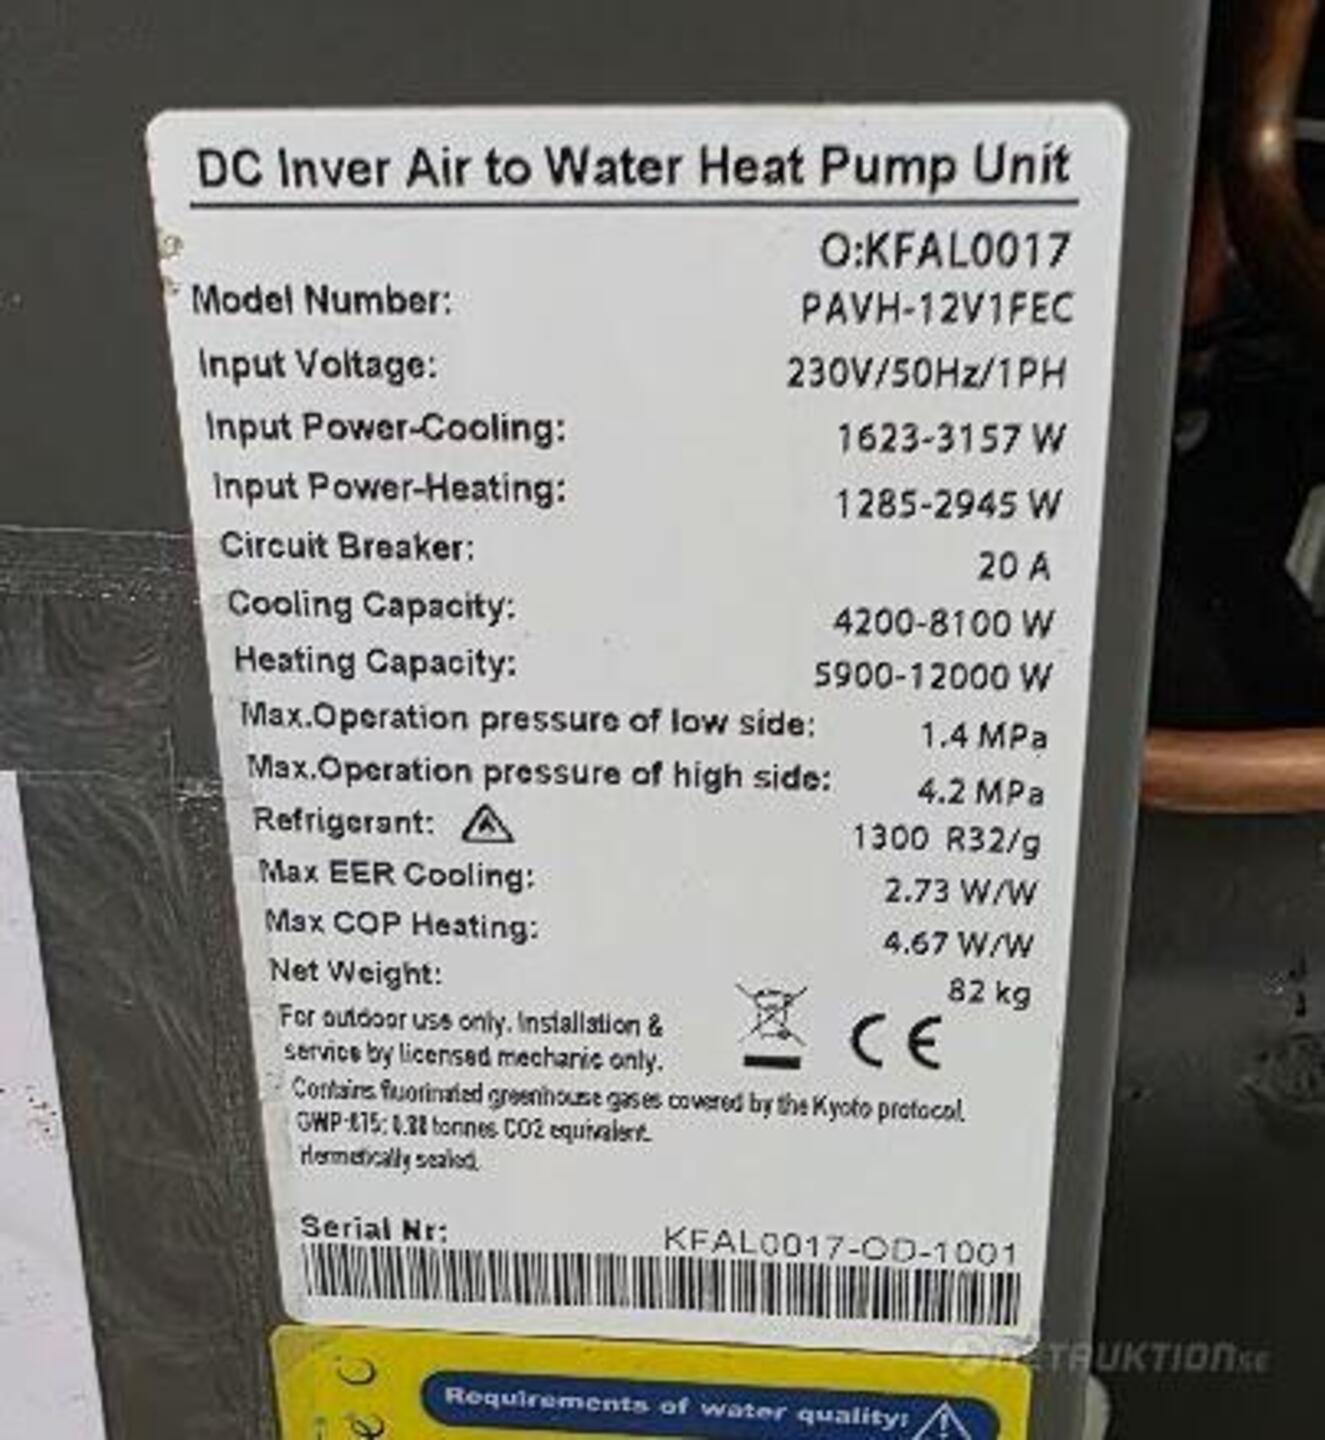 DC Inver Air to Water Heat Pump Unit
O:KFAL0017
Model Number: PAVH-12V1FEC
Input Voltage: 230V/50Hz/1PH
Input Power-Cooling: 1623-3157 W
Input Power-Heating: 1285-2945 W
Circuit Breaker: 20 A
Cooling Capacity: 4200-8100 W
Heating Capacity: 5900-12000 W
Max.Operation pressure of low side: 1.4 MPa
Max.Operation pressure of high side: 4.2 MPa
Refrigerant: 1300 R32/g
Max EER Cooling: 2.73 W/W
Max COP Heating: 4.67 W/W
Net Weight: 82 kg
For outdoor use only. Installation &
service by licensed mechanic only.
CE
Contains fluorinated greenhouse gases covered by the Kyoto protocol.
tonnes CO2 equivalent.
Hermetically sealed.
Serial Nr: KFAL0017-OD-1001
Requirements of water quality: